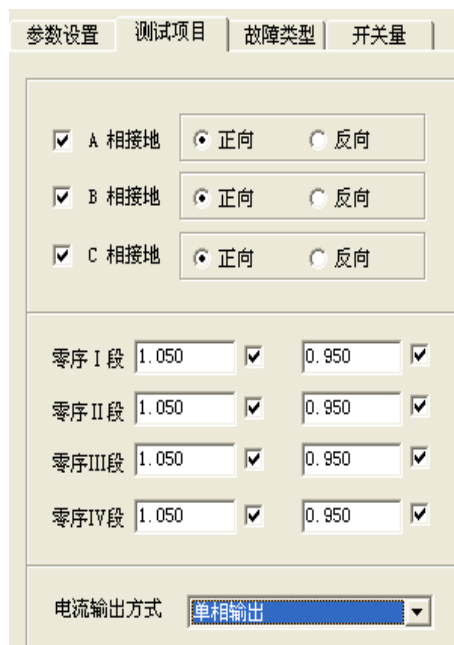 参数设置 测试项目 故障类型 开关量
A 相接地 正向 反向
B 相接地 正向 反向
C 相接地 正向 反向
零序 I 段 1.050 0.950
零序 II 段 1.050 0.950
零序III段 1.050 0.950
零序IV段 1.050 0.950
电流输出方式 单相输出